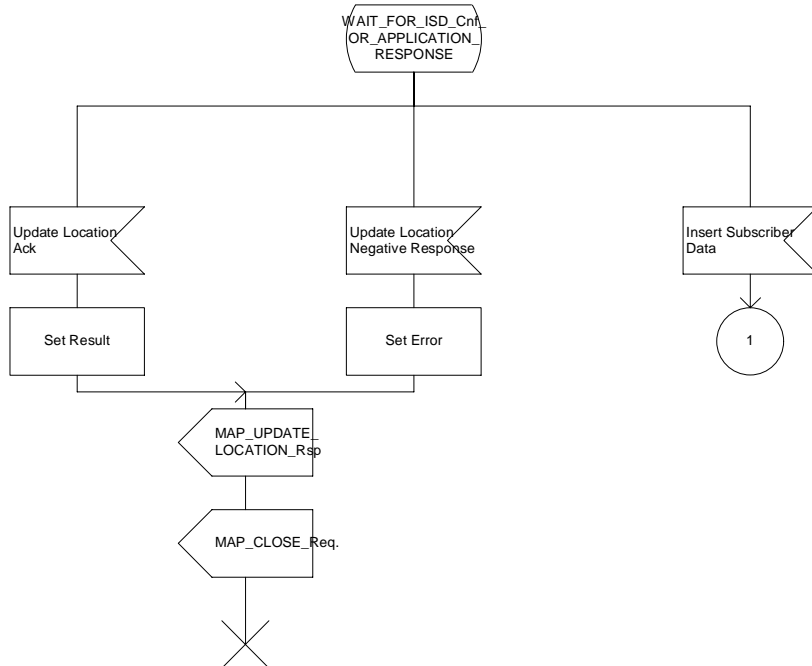 WAIT_FOR_ISD_Cnf_
OR_APPLICATION_
RESPONSE
Update Location
Ack
Update Location
Negative Response
Insert Subscriber
Data
Set Result
Set Error
1
MAP_UPDATE_
LOCATION_Rsp
MAP_CLOSE_Req.